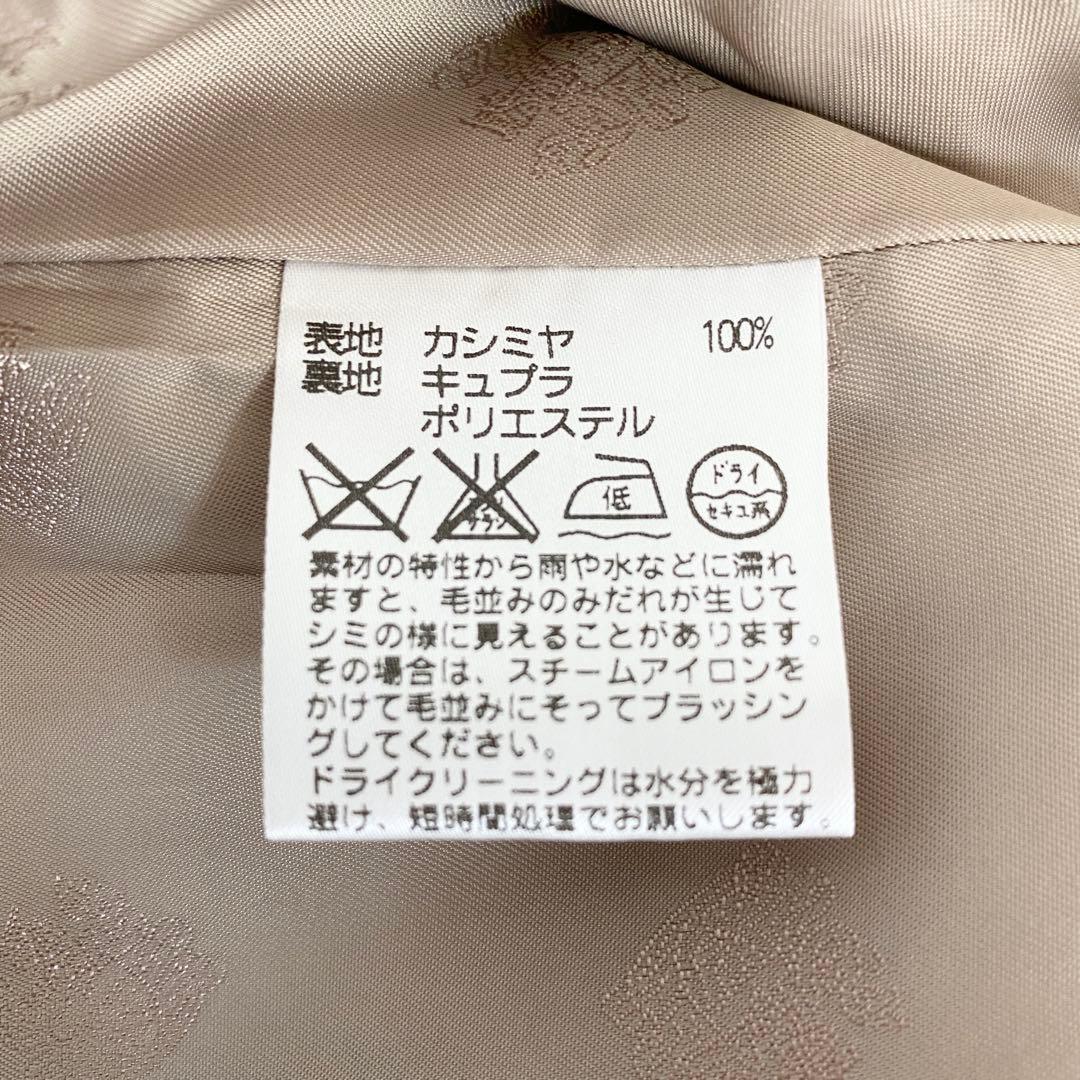 表地 カシミヤ 100%
裏地 キュプラ
ポリエステル
エンソサラシ 低 ドライ セキユ系
素材の特性から雨や水などに濡れ
ますと、毛並みのみだれが生じて
シミの様に見えることがあります。
その場合は、スチームアイロンを
かけて毛並みにそってブラッシン
グしてください。
ドライクリーニングは水分を極力
避け、短時間処理でお願いします。